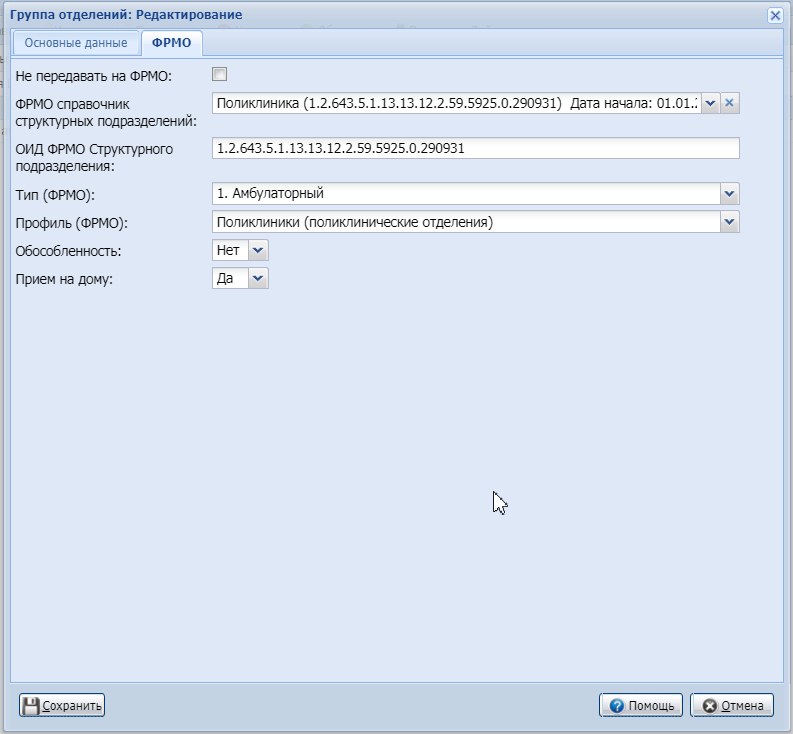 Группа отделений: Редактирование
Основные данные
ФРМО
Не передавать на ФРМО:
ФРМО справочник структурных подразделений:
Поликлиника (1.2.643.5.1.13.13.12.2.59.5925.0.290931) Дата начала: 01.01.2
ОИД ФРМО Структурного подразделения:
1.2.643.5.1.13.13.12.2.59.5925.0.290931
Тип (ФРМО):
1. Амбулаторный
Профиль (ФРМО):
Поликлиники (поликлинические отделения)
Обособленность:
Нет
Прием на дому:
Да
Сохранить
Помощь
Отмена